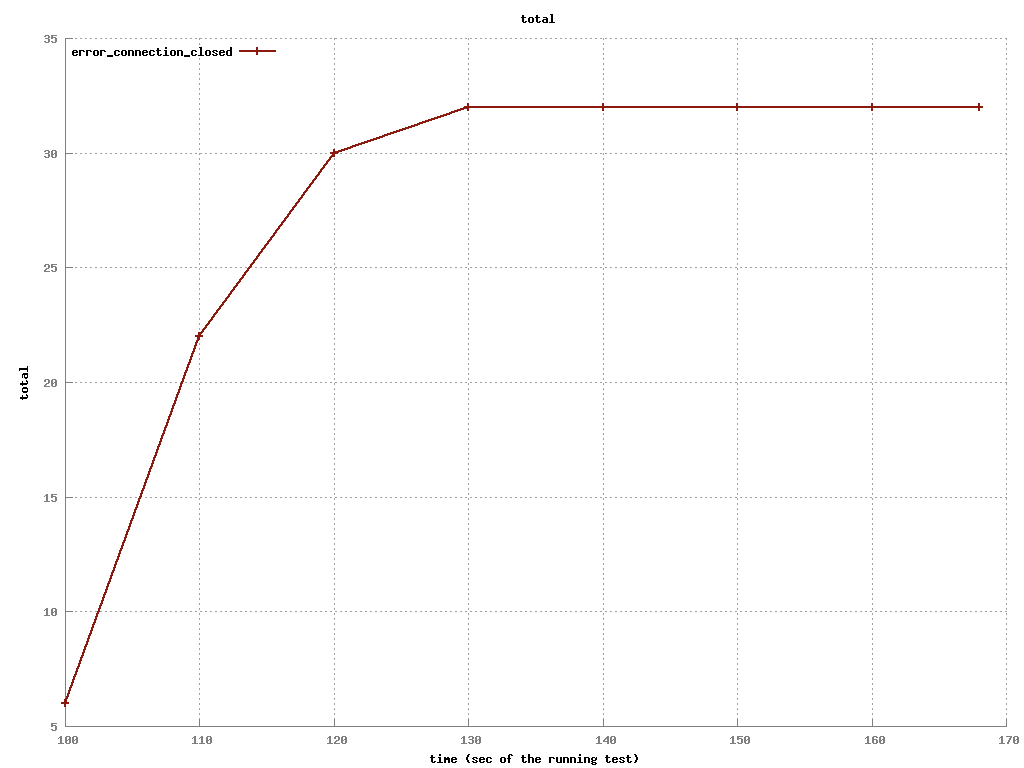 total
error_connection_closed
35
30
25
20
15
10
5
total
100 110 120 130 140 150 160 170
time (sec of the running test)